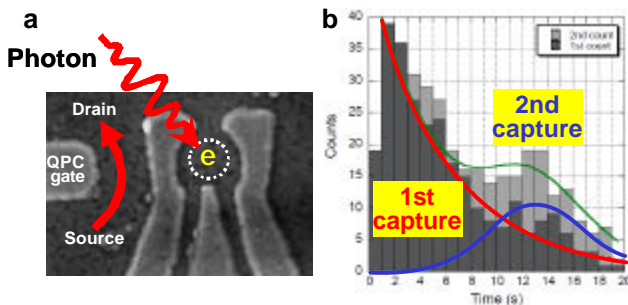 a
Photon
Drain
e
QPC
gate
Source
b
2nd count
1st count
2nd
capture
1st
capture
Counts
40
35
30
25
20
15
10
5
0
0 2 4 6 8 10 12 14 16 18 20
Time (s)